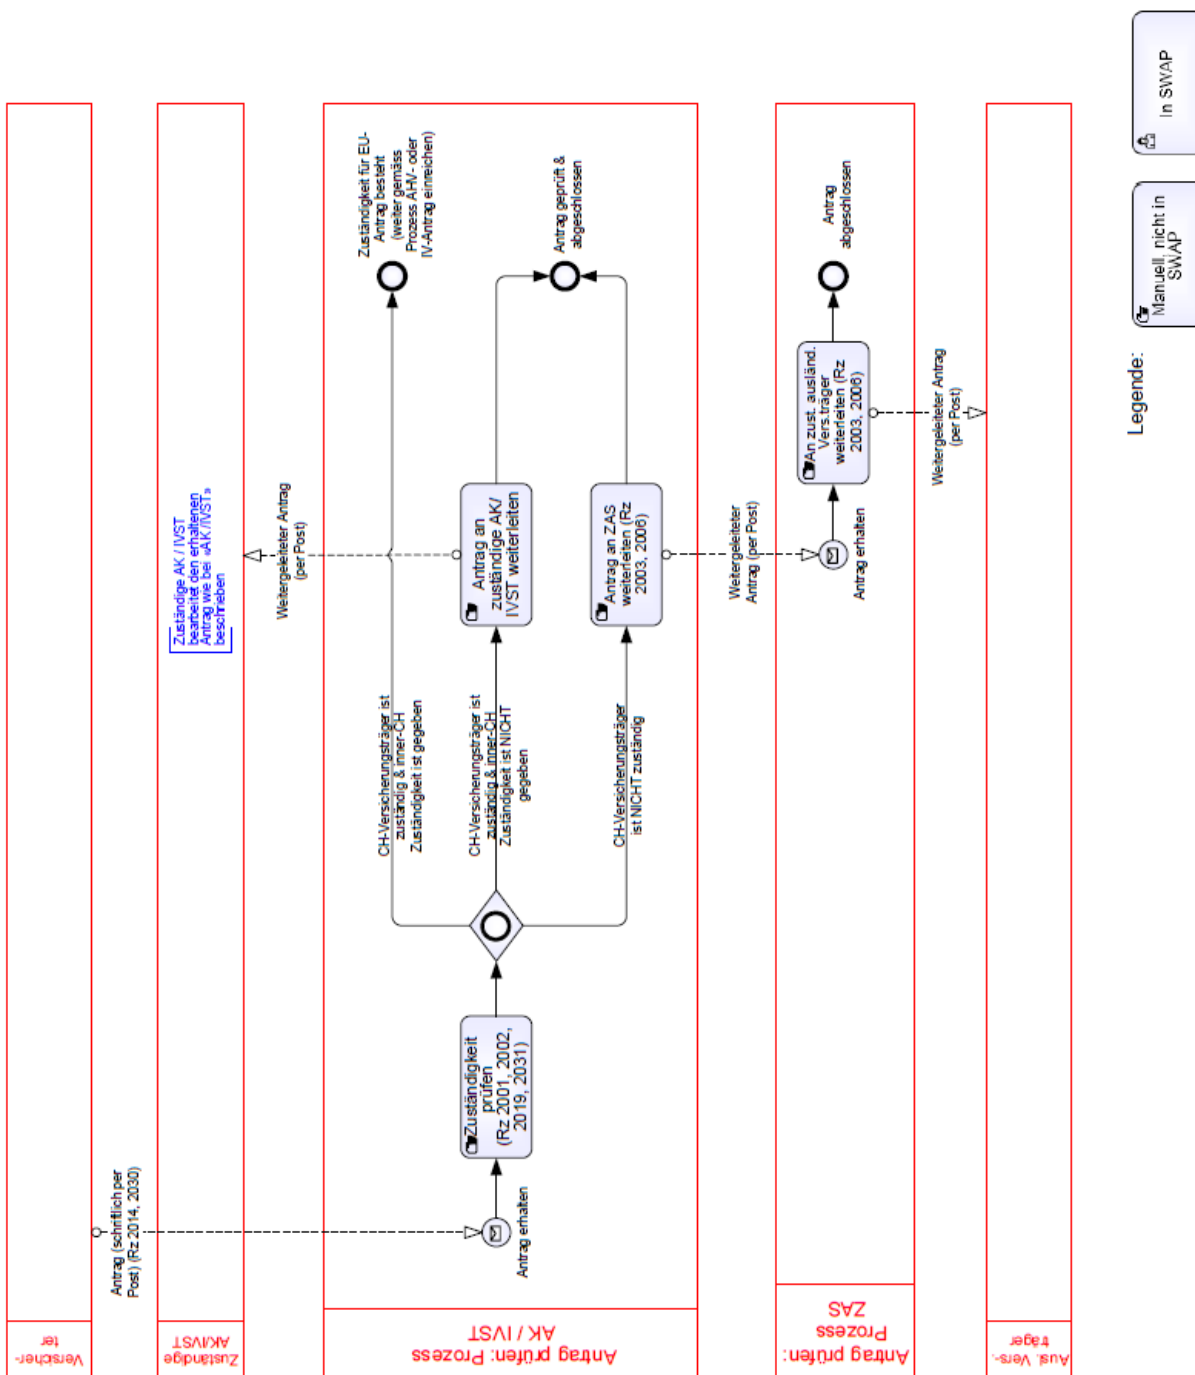 Versicher-
ter
Antrag (schriftlich per
Post) (Rz 2014, 2030)
Zuständige
AK/IVST
Zuständige AK / IVST
bearbeitet den erhaltenen
Antrag wie bei «AK/IVST»
beschrieben
Weitergeleiteter Antrag
(per Post)
Antrag prüfen: Prozess
AK / IVST
Antrag erhalten
Zuständigkeit
prüfen
(Rz 2001, 2002,
2019, 2031)
CH-Versicherungsträger ist
zuständig & inner-CH
Zuständigkeit ist gegeben
Zuständigkeit für EU-
Antrag besteht
(weiter gemäss
Prozess AHV- oder
IV-Antrag einreichen)
CH-Versicherungsträger ist
zuständig & inner-CH
Zuständigkeit ist NICHT
gegeben
Antrag an
zuständige AK/
IVST weiterleiten
Antrag geprüft &
abgeschlossen
CH-Versicherungsträger
ist NICHT zuständig
Antrag an ZAS
weiterleiten (Rz
2003, 2006)
Weitergeleiteter
Antrag (per Post)
Antrag prüfen:
Prozess
ZAS
Antrag erhalten
An zust. ausländ.
Vers.träger
weiterleiten (Rz
2003, 2006)
Antrag
abgeschlossen
Weitergeleiteter Antrag
(per Post)
Ausl. Vers.-
träger
Legende:
Manuell, nicht in
SWAP
In SWAP